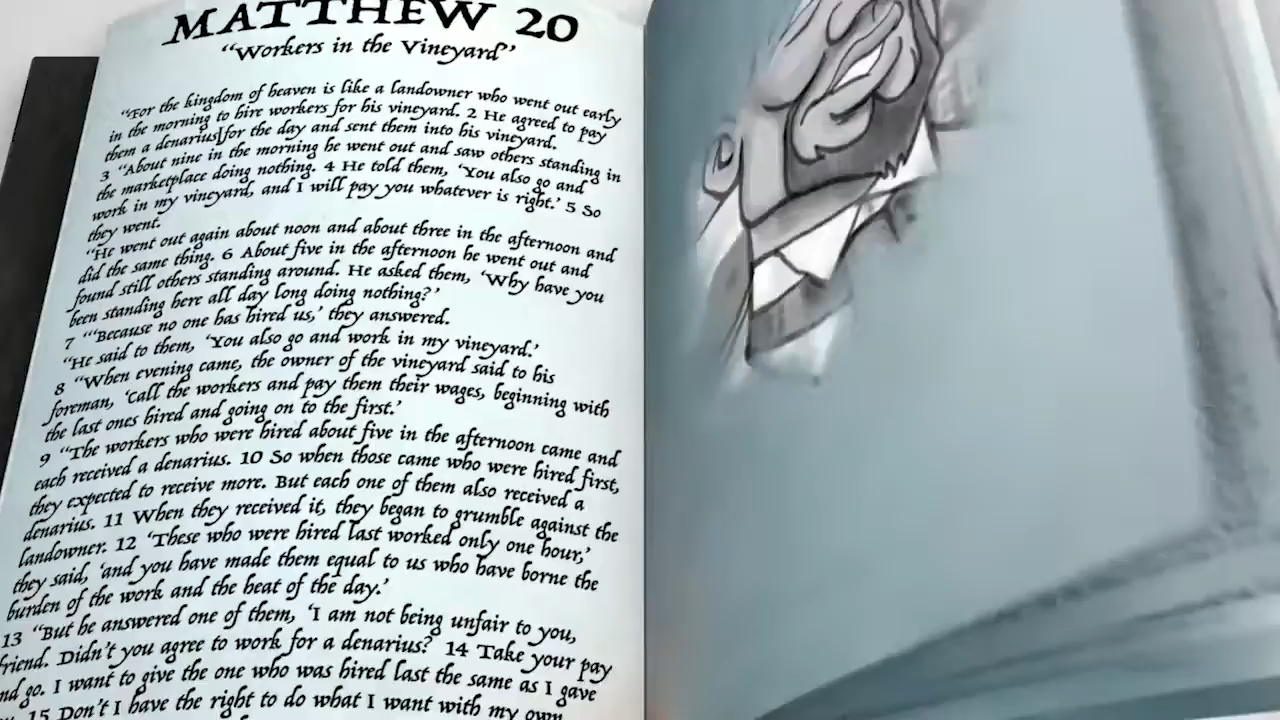 MATTHEW 20
“Workers in the Vineyard”
“For the kingdom of heaven is like a landowner who went out early
in the morning to hire workers for his vineyard. 2 He agreed to pay
them a denarius for the day and sent them into his vineyard.
3 “About nine in the morning he went out and saw others standing in
the marketplace doing nothing. 4 He told them, ‘You also go and
work in my vineyard, and I will pay you whatever is right.’ 5 So
they went.
“He went out again about noon and about three in the afternoon and
did the same thing. 6 About five in the afternoon he went out and
found still others standing around. He asked them, ‘Why have you
been standing here all day long doing nothing?’
7 “‘Because no one has hired us,’ they answered.
“He said to them, ‘You also go and work in my vineyard.’
8 “When evening came, the owner of the vineyard said to his
foreman, ‘Call the workers and pay them their wages, beginning with
the last ones hired and going on to the first.’
9 “The workers who were hired about five in the afternoon came and
each received a denarius. 10 So when those came who were hired first,
they expected to receive more. But each one of them also received a
denarius. 11 When they received it, they began to grumble against the
landowner. 12 ‘These who were hired last worked only one hour,’
they said, ‘and you have made them equal to us who have borne the
burden of the work and the heat of the day.’
13 “But he answered one of them, ‘I am not being unfair to you,
friend. Didn’t you agree to work for a denarius? 14 Take your pay
and go. I want to give the one who was hired last the same as I gave
15 Don’t I have the right to do what I want with my own